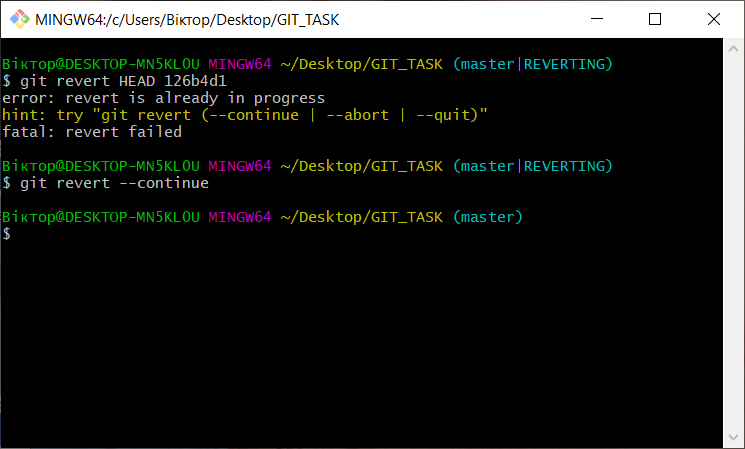 MINGW64:/c/Users/Віктор/Desktop/GIT_TASK
Віктор@DESKTOP-MN5KL0U MINGW64 ~/Desktop/GIT_TASK (master|REVERTING)
$ git revert HEAD 126b4d1
error: revert is already in progress
hint: try "git revert (--continue | --abort | --quit)"
fatal: revert failed
Віктор@DESKTOP-MN5KL0U MINGW64 ~/Desktop/GIT_TASK (master|REVERTING)
$ git revert --continue
Віктор@DESKTOP-MN5KL0U MINGW64 ~/Desktop/GIT_TASK (master)
$